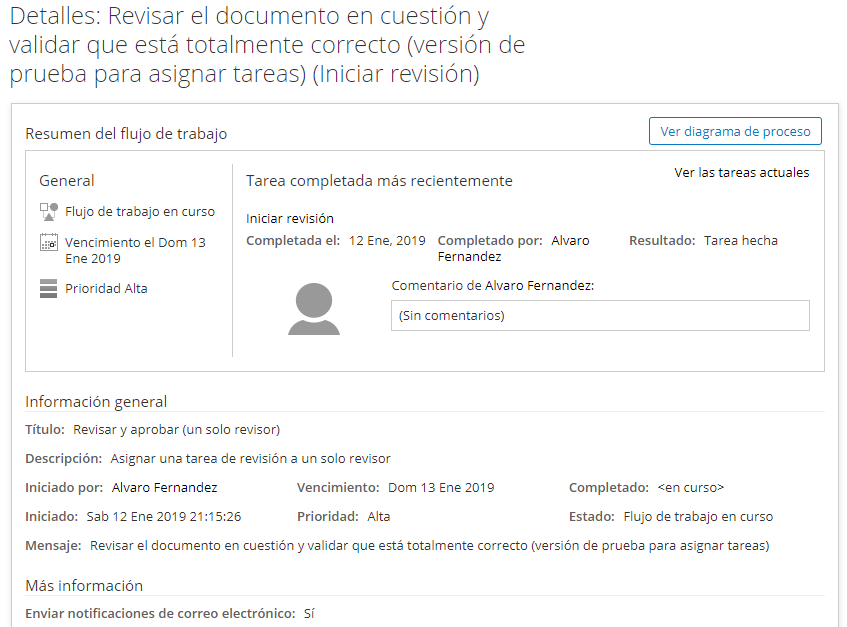 Detalles: Revisar el documento en cuestión y
validar que está totalmente correcto (versión de
prueba para asignar tareas) (Iniciar revisión)
Resumen del flujo de trabajo
Ver diagrama de proceso
General
Flujo de trabajo en curso
Vencimiento el Dom 13
Ene 2019
Prioridad Alta
Tarea completada más recientemente
Ver las tareas actuales
Iniciar revisión
Completada el: 12 Ene, 2019 Completado por: Alvaro Resultado: Tarea hecha
Fernandez
Comentario de Alvaro Fernandez:
(Sin comentarios)
Información general
Título: Revisar y aprobar (un solo revisor)
Descripción: Asignar una tarea de revisión a un solo revisor
Iniciado por: Alvaro Fernandez Vencimiento: Dom 13 Ene 2019 Completado: <en curso>
Iniciado: Sab 12 Ene 2019 21:15:26 Prioridad: Alta Estado: Flujo de trabajo en curso
Mensaje: Revisar el documento en cuestión y validar que está totalmente correcto (versión de prueba para asignar tareas)
Más información
Enviar notificaciones de correo electrónico: Sí